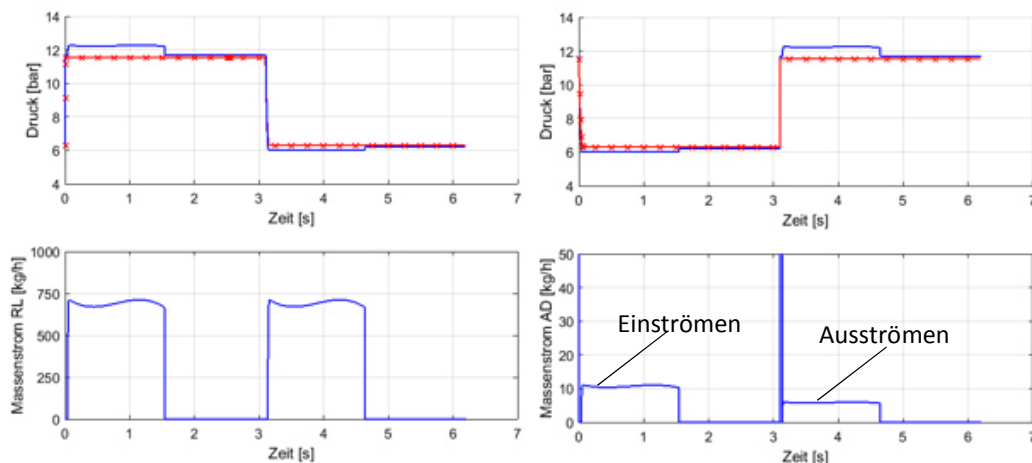 14
12
10
8
6
4
Druck [bar]
0 1 2 3 4 5 6 7
Zeit [s]
14
12
10
8
6
4
Druck [bar]
0 1 2 3 4 5 6 7
Zeit [s]
1000
750
500
250
0
Massenstrom RL [kg/h]
0 1 2 3 4 5 6 7
Zeit [s]
50
40
30
20
10
0
Massenstrom AD [kg/h]
Einströmen
Ausströmen
0 1 2 3 4 5 6 7
Zeit [s]